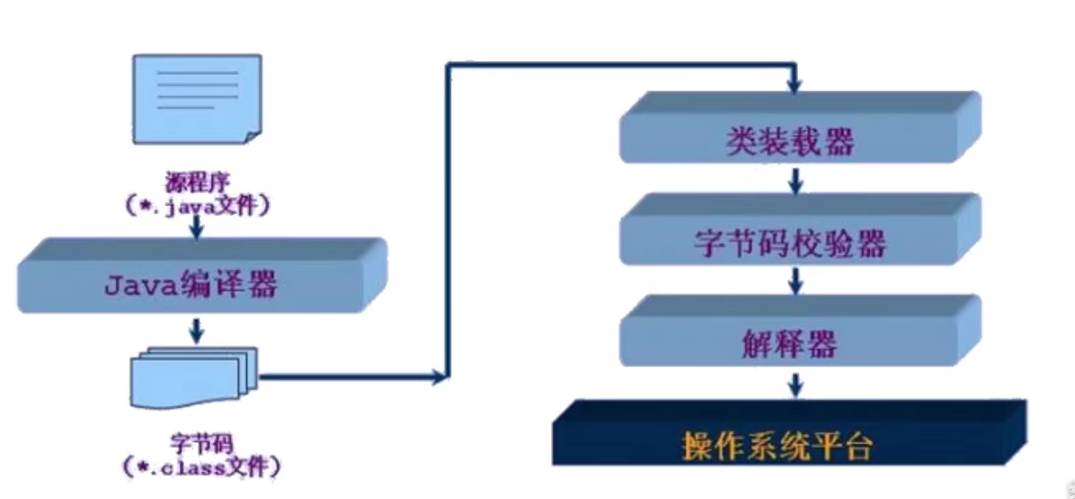 源程序
(*.java文件)
Java编译器
字节码
(*.class文件)
类装载器
字节码校验器
解释器
操作系统平台